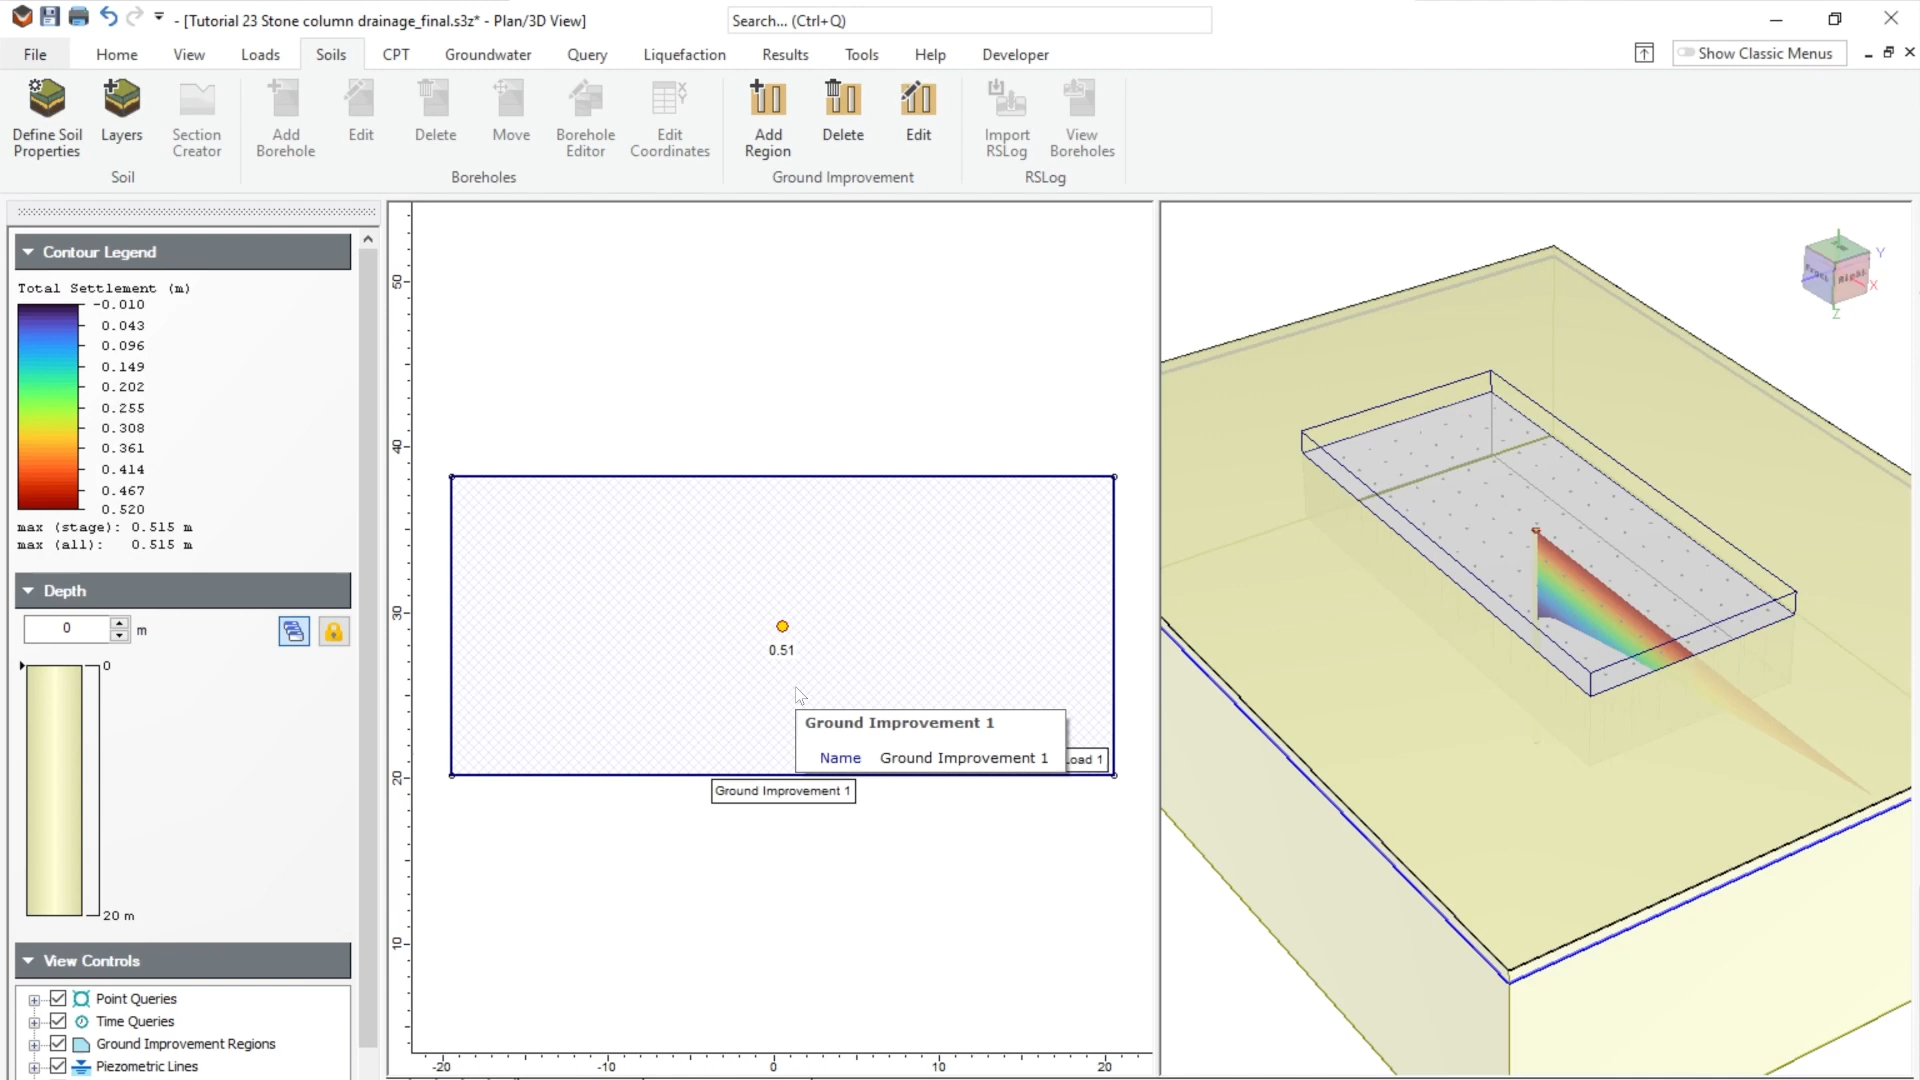 - [Tutorial 23 Stone column drainage_final.s3z* - Plan/3D View]
Search... (Ctrl+Q)
File Home View Loads Soils CPT Groundwater Query Liquefaction Results Tools Help Developer
Show Classic Menus
Define Soil Properties
Layers
Section Creator
Soil
Add Borehole
Edit
Delete
Move
Borehole Editor
Edit Coordinates
Boreholes
Add Region
Delete
Edit
Ground Improvement
Import RSLog
View Boreholes
RSLog
Contour Legend
Total Settlement (m)
-0.010
0.043
0.096
0.149
0.202
0.255
0.308
0.361
0.414
0.467
0.520
max (stage): 0.515 m
max (all): 0.515 m
Depth
0 m
0
20 m
View Controls
Point Queries
Time Queries
Ground Improvement Regions
Piezometric Lines
50
40
30
20
10
-20 -10 0 10 20
0.51
Ground Improvement 1
Name Ground Improvement 1
oad 1
Ground Improvement 1
Front
Right
Y
X
Z